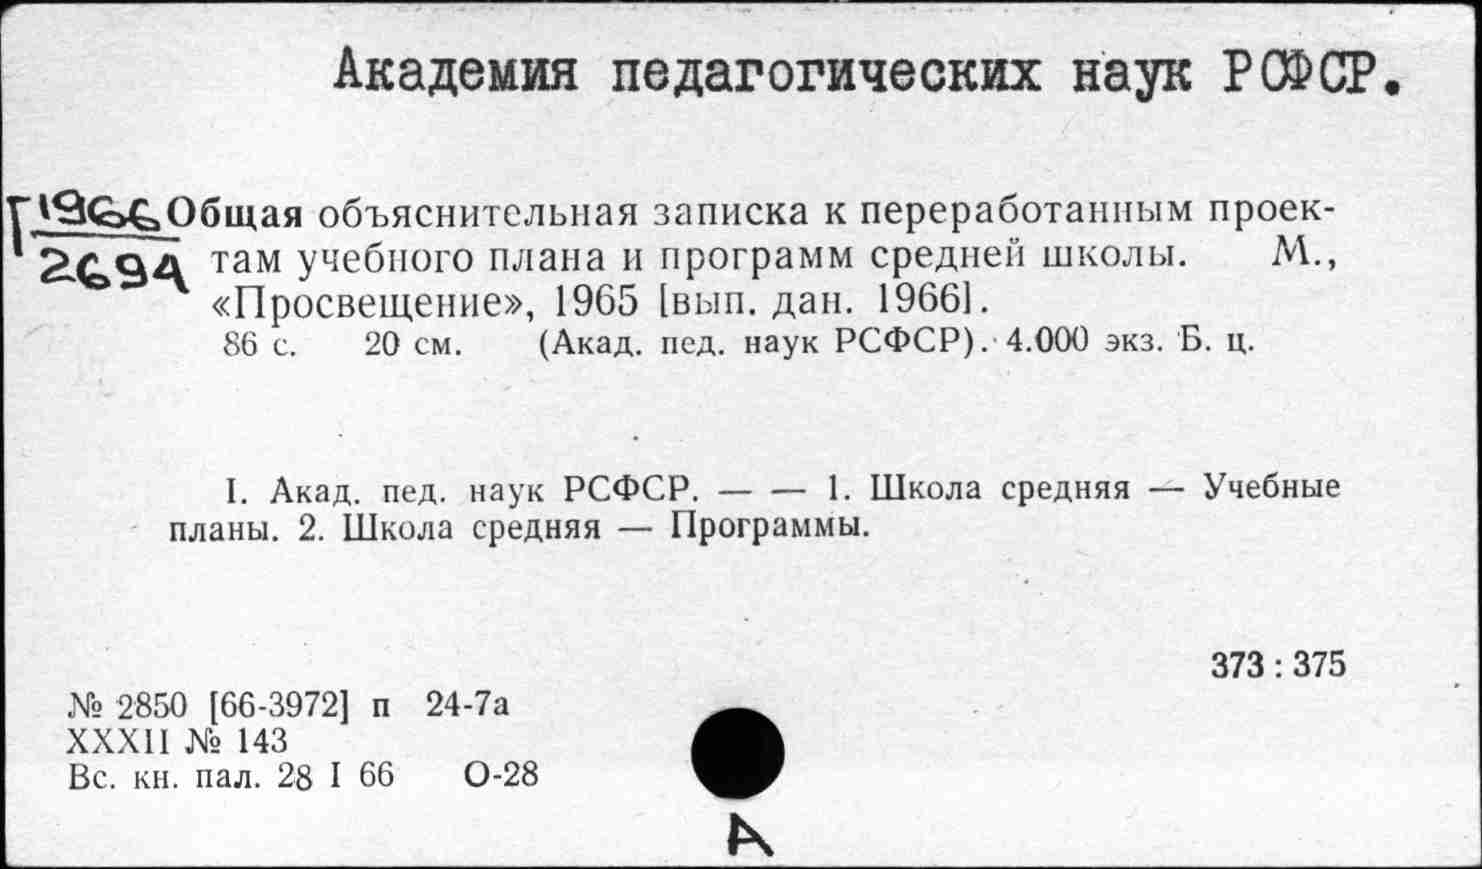 Академия педагогических наук РСФСР.
Г 1966 Общая объяснительная записка к переработанным проек-
2694 там учебного плана и программ средней школы. М.,
«Просвещение», 1965 [вып. дан. 1966].
86 с. 20 см. (Акад. пед. наук РСФСР). 4.000 экз. Б. ц.
I. Акад. пед. наук РСФСР. — — 1. Школа средняя — Учебные
планы. 2. Школа средняя — Программы.
373 : 375
№ 2850 [66-3972] п 24-7а
XXXII № 143
Вс. кн. пал. 28 I 66 О-28
А